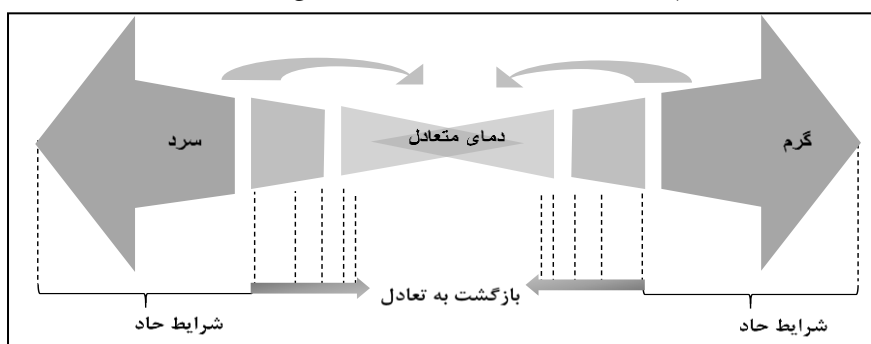 گرم
دمای متعادل
سرد
بازگشت به تعادل
شرایط حاد
شرایط حاد